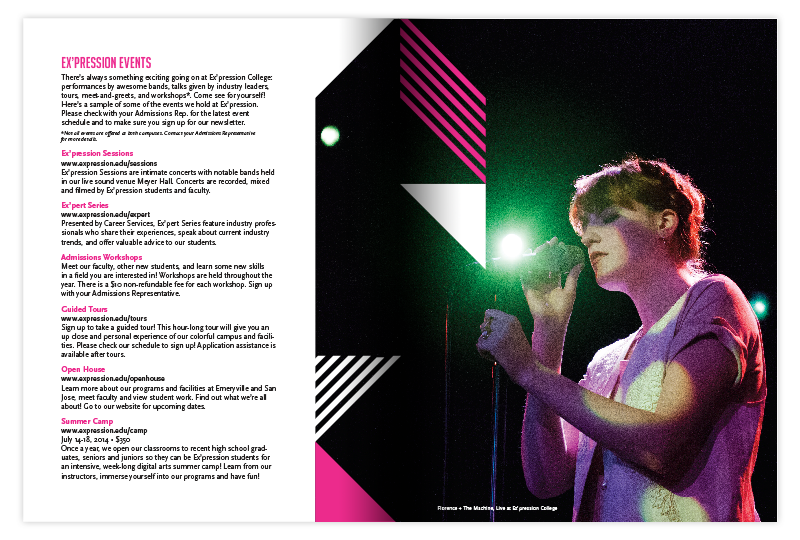 EX'PRESSION EVENTS
There's always something exciting going on at Ex'pression College:
performances by awesome bands, talks given by industry leaders,
tours, meet-and-greets, and workshops*. Come see for yourself!
Here's a sample of some of the events we hold at Ex'pression.
Please check with your Admissions Rep. for the latest event
schedule and to make sure you sign up for our newsletter.
*Not all events are offered at both campuses. Contact your Admissions Representative
for more details.
Ex'pression Sessions
www.expression.edu/sessions
Ex'pression Sessions are intimate concerts with notable bands held
in our live sound venue Meyer Hall. Concerts are recorded, mixed
and filmed by Ex'pression students and faculty.
Ex'pert Series
www.expression.edu/expert
Presented by Career Services, Ex'pert Series feature industry profes-
sionals who share their experiences, speak about current industry
trends, and offer valuable advice to our students.
Admissions Workshops
Meet our faculty, other new students, and learn some new skills
in a field you are interested in! Workshops are held throughout the
year. There is a $10 non-refundable fee for each workshop. Sign up
with your Admissions Representative.
Guided Tours
www.expression.edu/tours
Sign up to take a guided tour! This hour-long tour will give you an
up close and personal experience of our colorful campus and facili-
ties. Please check our schedule to sign up! Application assistance is
available after tours.
Open House
www.expression.edu/openhouse
Learn more about our programs and facilities at Emeryville and San
Jose, meet faculty and view student work. Find out what we're all
about! Go to our website for upcoming dates.
Summer Camp
www.expression.edu/camp
July 14-18, 2014 • $350
Once a year, we open our classrooms to recent high school grad-
uates, seniors and juniors so they can be Ex'pression students for
an intensive, week-long digital arts summer camp! Learn from our
instructors, immerse yourself into our programs and have fun!
Florence + The Machine, Live at Ex'pression College